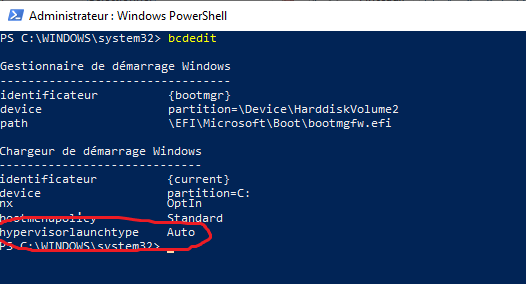 Administrateur : Windows PowerShell
PS C:\WINDOWS\system32> bcdedit
Gestionnaire de démarrage Windows
---------------------------------
identificateur {bootmgr}
device partition=\Device\HarddiskVolume2
path \EFI\Microsoft\Boot\bootmgfw.efi
Chargeur de démarrage Windows
-----------------------------
identificateur {current}
device partition=C:
nx OptIn
bootmenupolicy Standard
hypervisorlaunchtype Auto
PS C:\WINDOWS\system32> _